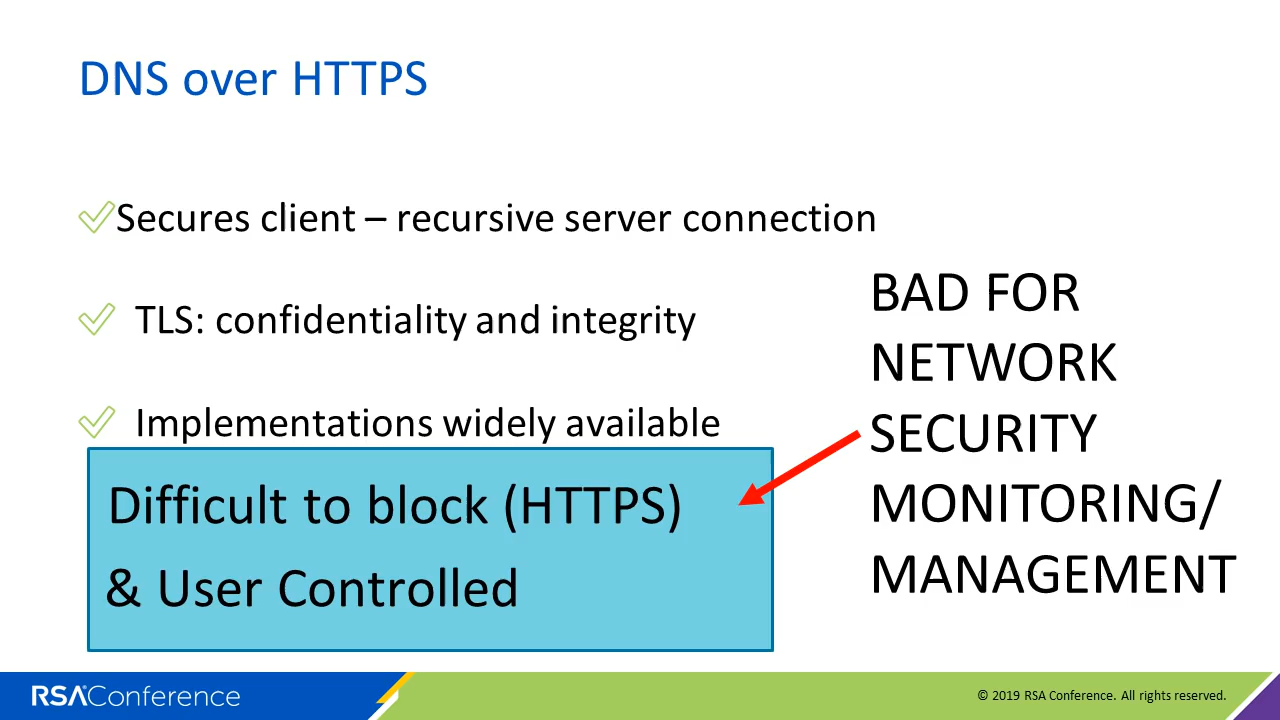 DNS over HTTPS
Secures client – recursive server connection
TLS: confidentiality and integrity
Implementations widely available
Difficult to block (HTTPS)
& User Controlled
BAD FOR
NETWORK
SECURITY
MONITORING/
MANAGEMENT
RSAConference
© 2019 RSA Conference. All rights reserved.